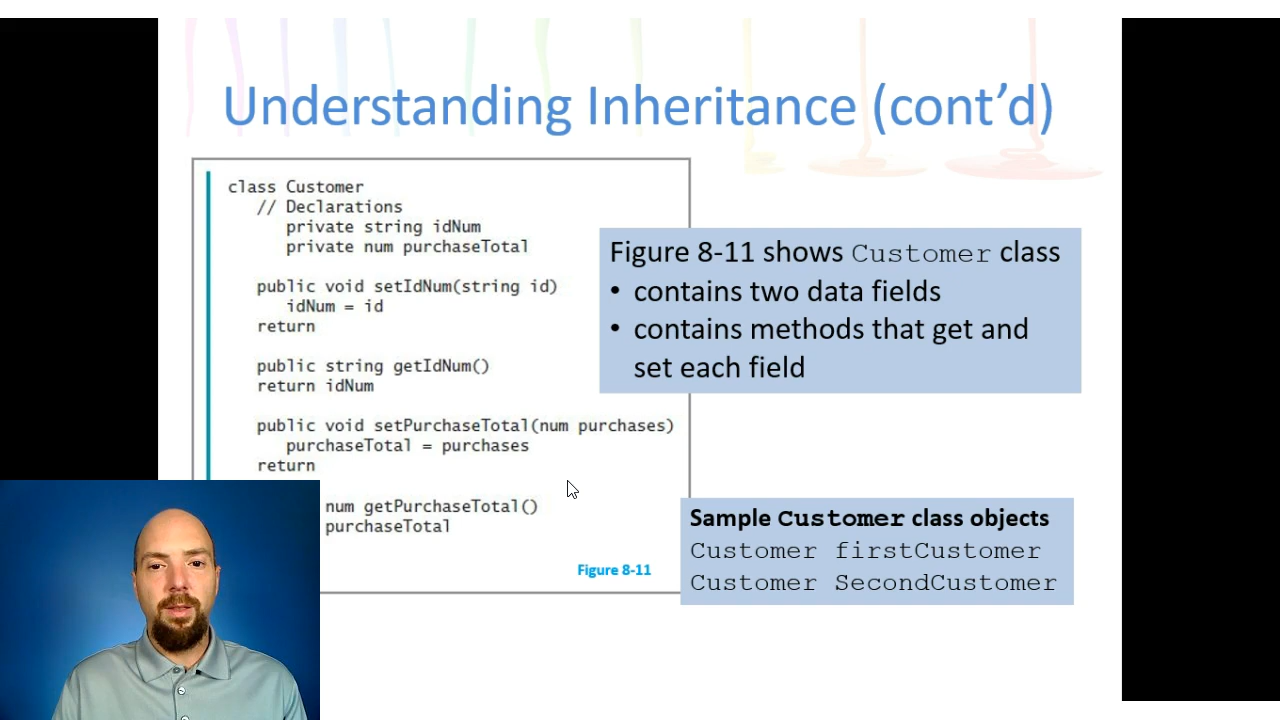 Understanding Inheritance (cont’d)
class Customer
// Declarations
private string idNum
private num purchaseTotal
public void setIdNum(string id)
idNum = id
return
public string getIdNum()
return idNum
public void setPurchaseTotal(num purchases)
purchaseTotal = purchases
return
num getPurchaseTotal()
purchaseTotal
Figure 8-11
Figure 8-11 shows Customer class
• contains two data fields
• contains methods that get and
set each field
Sample Customer class objects
Customer firstCustomer
Customer SecondCustomer